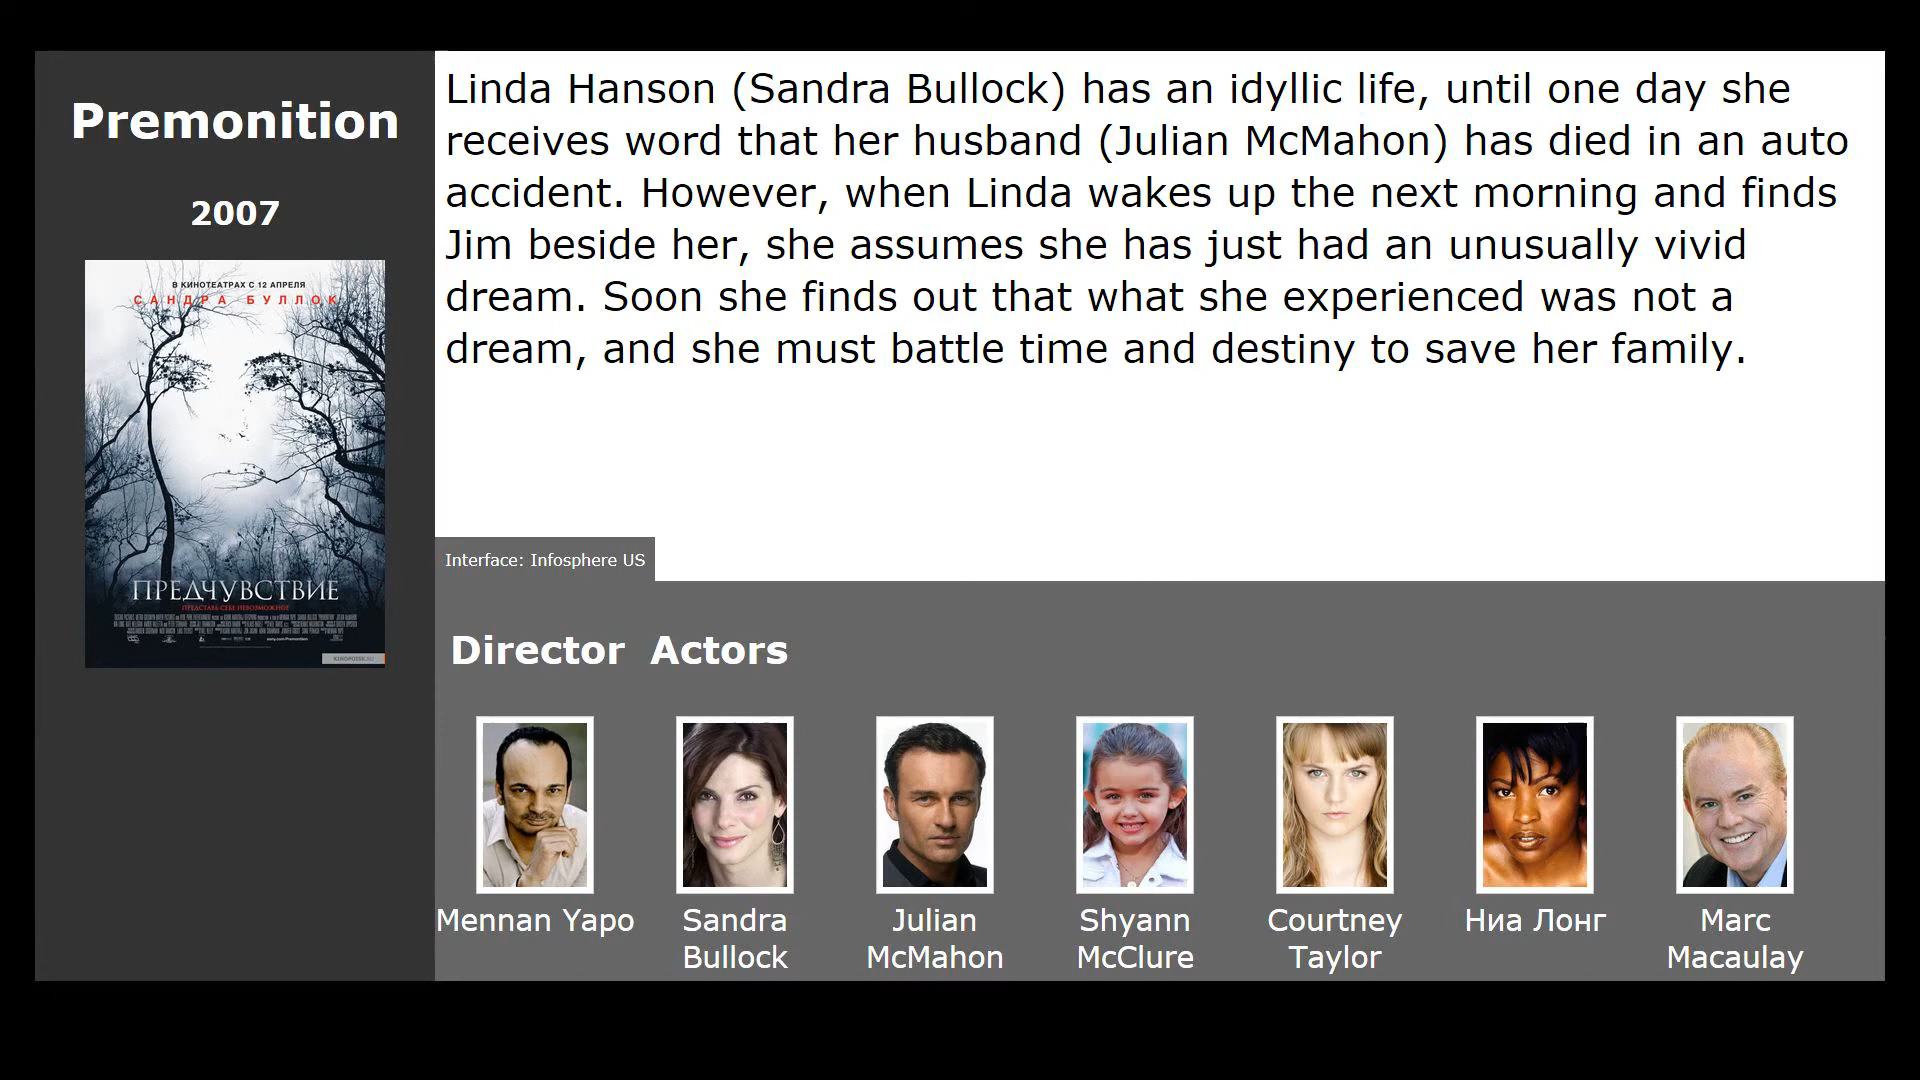 Premonition
2007
В КИНОТЕАТРАХ С 12 АПРЕЛЯ
САНДРА БУЛЛОК
ПРЕДЧУВСТВИЕ
ПРЕДСТАВЬ СЕБЕ НЕВОЗМОЖНОЕ
KINOPOISK.RU
Linda Hanson (Sandra Bullock) has an idyllic life, until one day she
receives word that her husband (Julian McMahon) has died in an auto
accident. However, when Linda wakes up the next morning and finds
Jim beside her, she assumes she has just had an unusually vivid
dream. Soon she finds out that what she experienced was not a
dream, and she must battle time and destiny to save her family.
Interface: Infosphere US
Director Actors
Mennan Yapo
Sandra
Bullock
Julian
McMahon
Shyann
McClure
Courtney
Taylor
Ниа Лонг
Marc
Macaulay